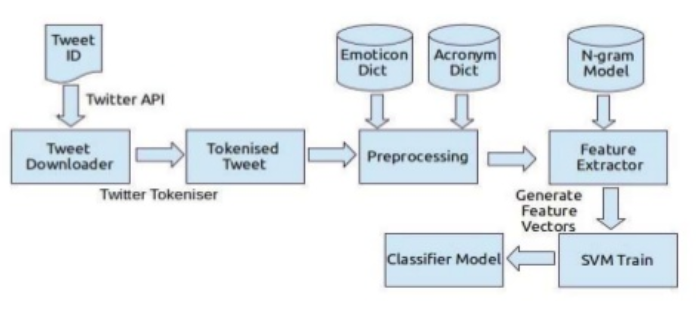 Tweet
ID
Emoticon
Dict
Acronym
Dict
N-gram
Model
Twitter API
Tweet
Downloader
Tokenised
Tweet
Preprocessing
Feature
Extractor
Twitter Tokeniser
Generate
Feature
Vectors
Classifier Model
SVM Train